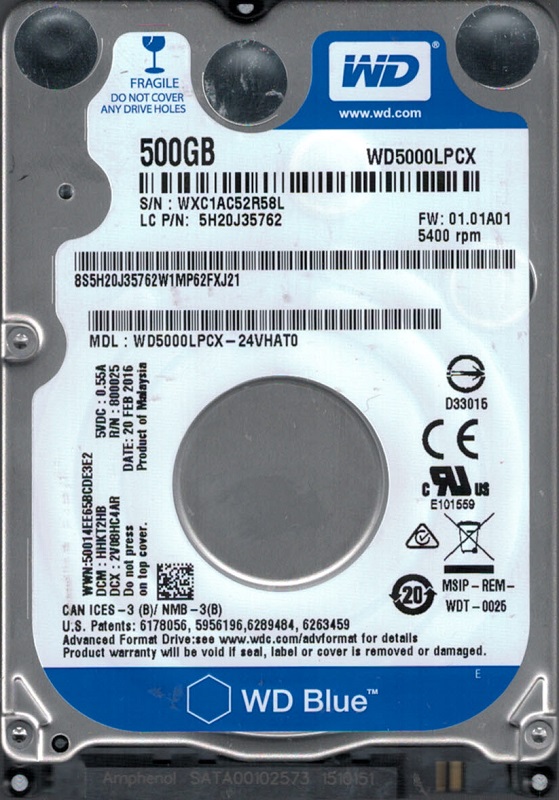 FRAGILE
DO NOT COVER
ANY DRIVE HOLES
WD®
www.wd.com
500GB
WD5000LPCX
S/N : WXC1AC52R58L
LC P/N: 5H20J35762
FW: 01.01A01
5400 rpm
8S5H20J35762W1MP62FXJ21
MDL : WD5000LPCX-24VHAT0
5VDC : 0.55A
R/N : 800025
DATE: 20 FEB 2016
Product of Malaysia
WWN:50014EE65BCDE3E2
DCM : HHKT2HB
DCX : 2V08HC4AR
Do not press
on top cover.
D33015
CE
c RU US
E101559
20
MSIP-REM-
WDT-0026
CAN ICES-3 (B)/ NMB-3(B)
U.S. Patents: 6178056, 5956196,6289484, 6263459
Advanced Format Drive:see www.wdc.com/advformat for details
Product warranty will be void if seal, label or cover is removed or damaged.
E
WD Blue™
Amphenol SATA00102573 1510151